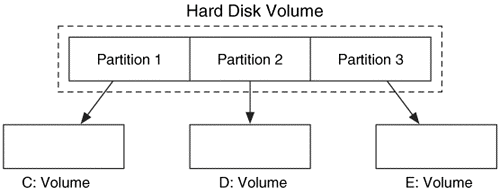 Hard Disk Volume
Partition 1 Partition 2 Partition 3
C: Volume D: Volume E: Volume